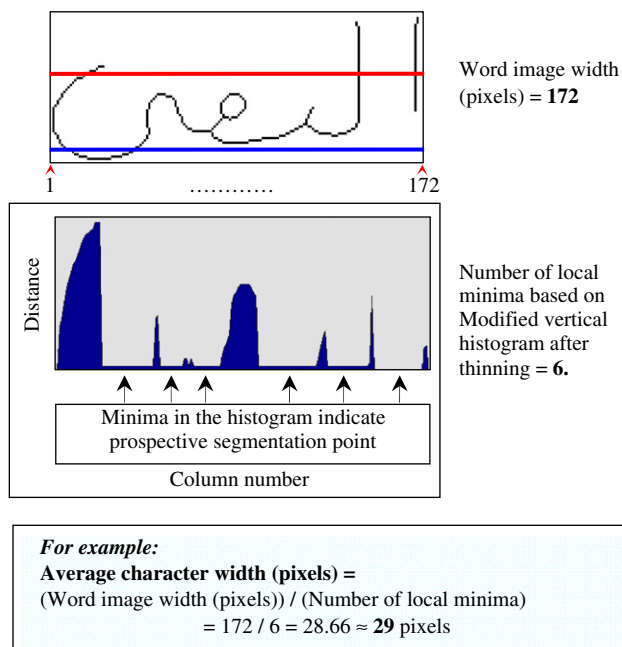 Word image width
(pixels) = 172
1 ………… 172
Distance
Number of local
minima based on
Modified vertical
histogram after
thinning = 6.
Minima in the histogram indicate
prospective segmentation point
Column number
For example:
Average character width (pixels) =
(Word image width (pixels)) / (Number of local minima)
= 172 / 6 = 28.66 ≈ 29 pixels